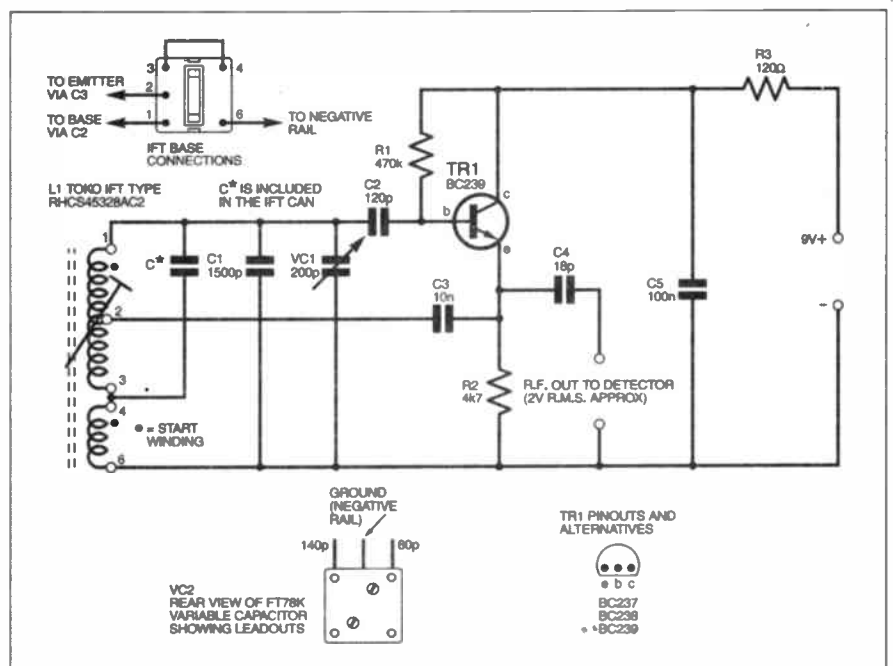 3
4
TO EMITTER
VIA C3
2
TO BASE
VIA C2
1
6
TO NEGATIVE
RAIL
IFT BASE
CONNECTIONS
R3
120Ω
R1
470k
TR1
BC239
L1 TOKO IFT TYPE
RHCS45328AC2
C* IS INCLUDED
IN THE IFT CAN
C2
120p
b
c
e
1
C*
C1
1500p
VC1
200p
C4
18p
9V+
C3
10n
C5
100n
2
-
3
4
R2
4k7
R.F. OUT TO DETECTOR
(2V R.M.S. APPROX)
● = START
WINDING
6
GROUND
(NEGATIVE
RAIL)
140p
60p
VC2
REAR VIEW OF FT78K
VARIABLE CAPACITOR
SHOWING LEADOUTS
TR1 PINOUTS AND
ALTERNATIVES
e b c
BC237
BC238
BC239